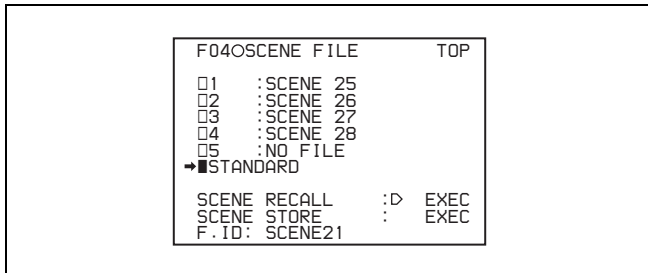 F04○SCENE FILE TOP
□1 :SCENE 25
□2 :SCENE 26
□3 :SCENE 27
□4 :SCENE 28
□5 :NO FILE
➔■STANDARD
SCENE RECALL :▷ EXEC
SCENE STORE : EXEC
F.ID: SCENE21